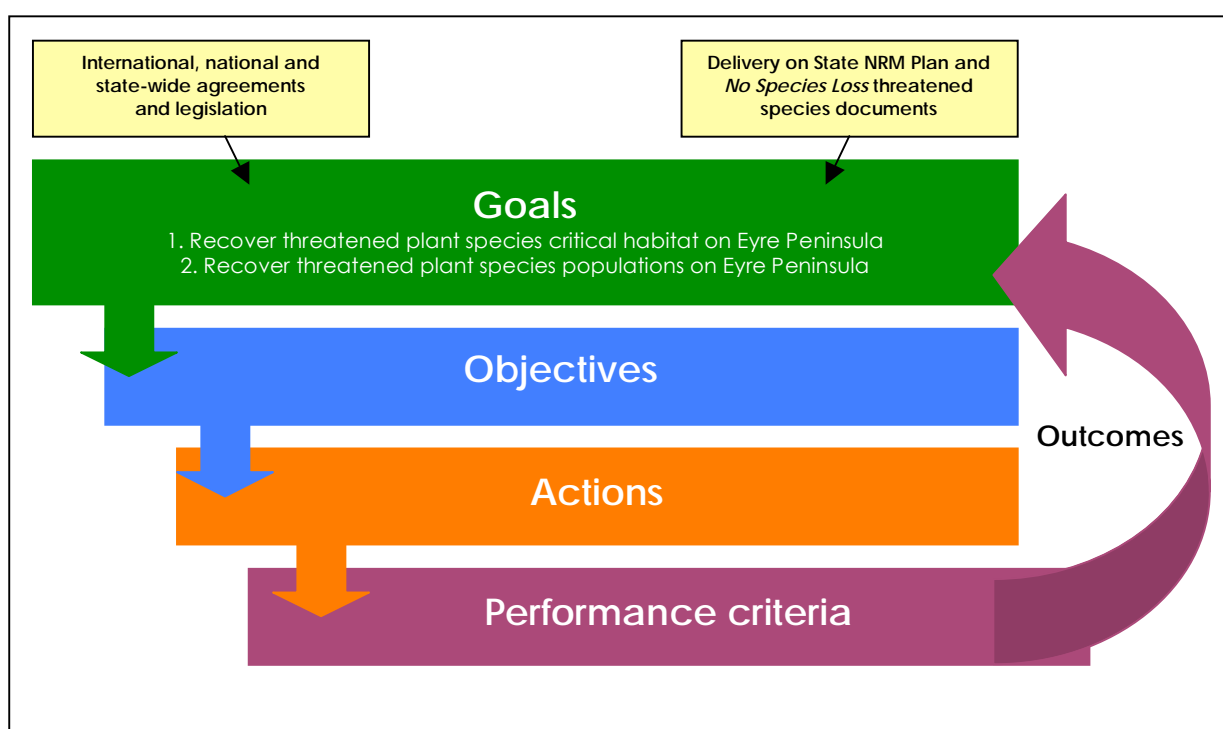 International, national and
state-wide agreements
and legislation
Delivery on State NRM Plan and
No Species Loss threatened
species documents
Goals
1. Recover threatened plant species critical habitat on Eyre Peninsula
2. Recover threatened plant species populations on Eyre Peninsula
Objectives
Actions
Outcomes
Performance criteria